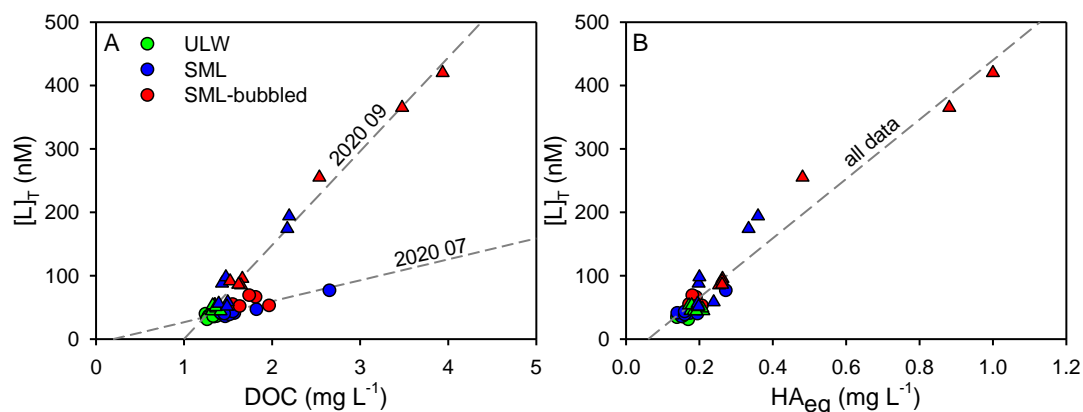 A
ULW
SML
SML-bubbled
2020 09
2020 07
[L]T (nM)
500
400
300
200
100
0
0 1 2 3 4 5
DOC (mg L-1)
B
all data
[L]T (nM)
500
400
300
200
100
0
0.0 0.2 0.4 0.6 0.8 1.0 1.2
HAeq (mg L-1)